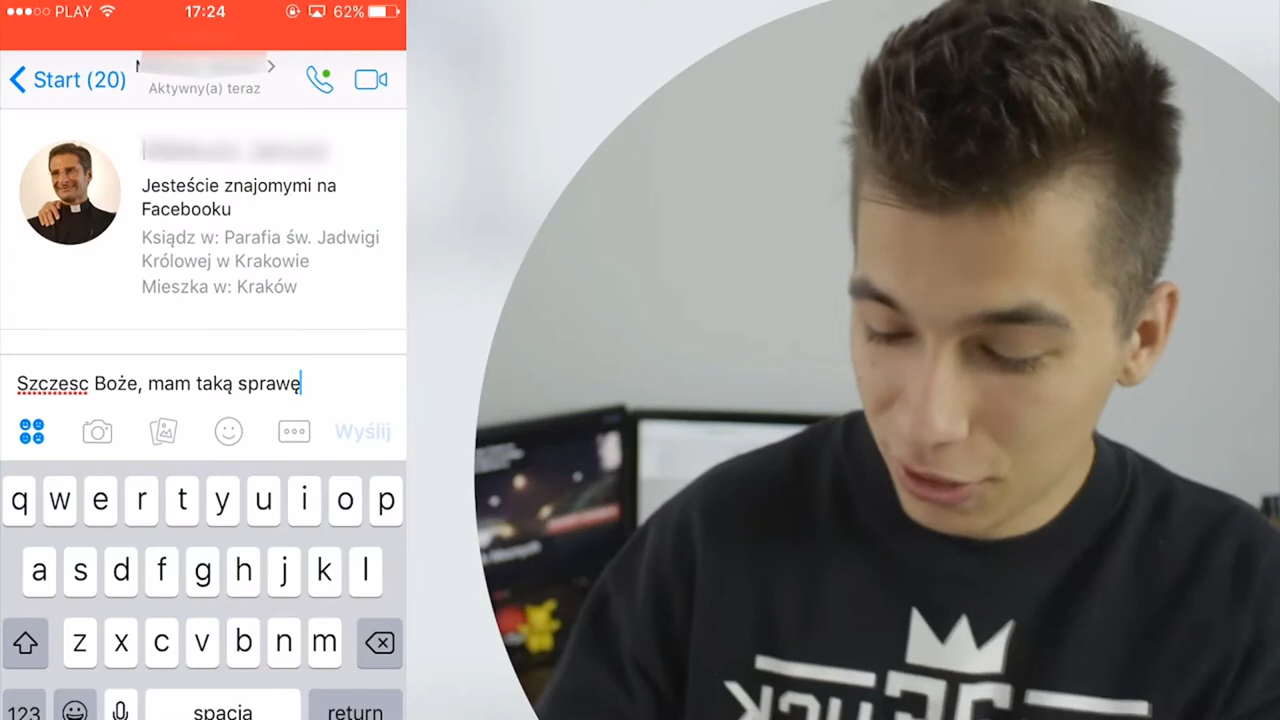 PLAY
17:24
62%
Start (20)
Aktywny(a) teraz
Jesteście znajomymi na
Facebooku
Ksiądz w: Parafia św. Jadwigi
Królowej w Krakowie
Mieszka w: Kraków
Szczesc Boże, mam taką sprawę
Wyślij
q w e r t y u i o p
a s d f g h j k l
z x c v b n m
123
spacja
return